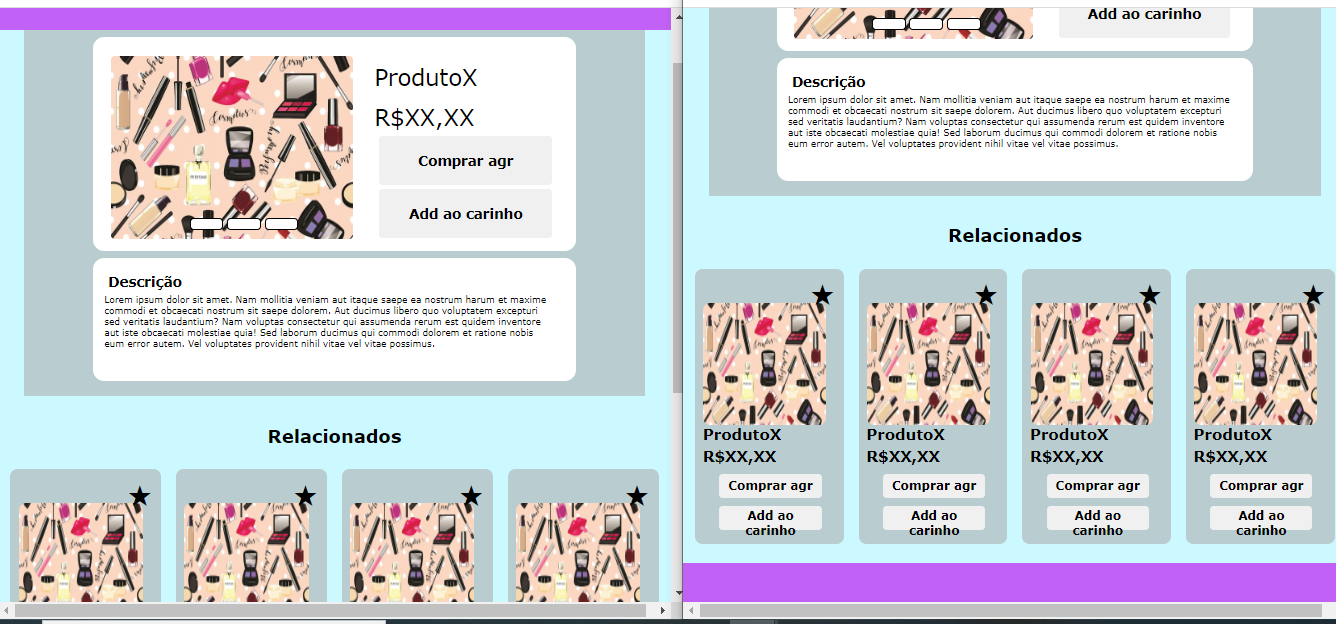 ProdutoX
R$XX,XX
Comprar agr
Add ao carinho
Descrição
Lorem ipsum dolor sit amet. Nam mollitia veniam aut itaque saepe ea nostrum harum et maxime
commodi et obcaecati nostrum sit saepe dolorem. Aut ducimus libero quo voluptatem excepturi
sed veritatis laudantium? Nam voluptas consectetur qui assumenda rerum est quidem inventore
aut iste obcaecati molestiae quia! Sed laborum ducimus qui commodi dolorem et ratione nobis
eum error autem. Vel voluptates provident nihil vitae vel vitae possimus.
Relacionados
Add ao carinho
Descrição
Lorem ipsum dolor sit amet. Nam mollitia veniam aut itaque saepe ea nostrum harum et maxime
commodi et obcaecati nostrum sit saepe dolorem. Aut ducimus libero quo voluptatem excepturi
sed veritatis laudantium? Nam voluptas consectetur qui assumenda rerum est quidem inventore
aut iste obcaecati molestiae quia! Sed laborum ducimus qui commodi dolorem et ratione nobis
eum error autem. Vel voluptates provident nihil vitae vel vitae possimus.
Relacionados
ProdutoX ProdutoX ProdutoX ProdutoX
R$XX,XX R$XX,XX R$XX,XX R$XX,XX
Comprar agr Comprar agr Comprar agr Comprar agr
Add ao Add ao Add ao Add ao
carinho carinho carinho carinho